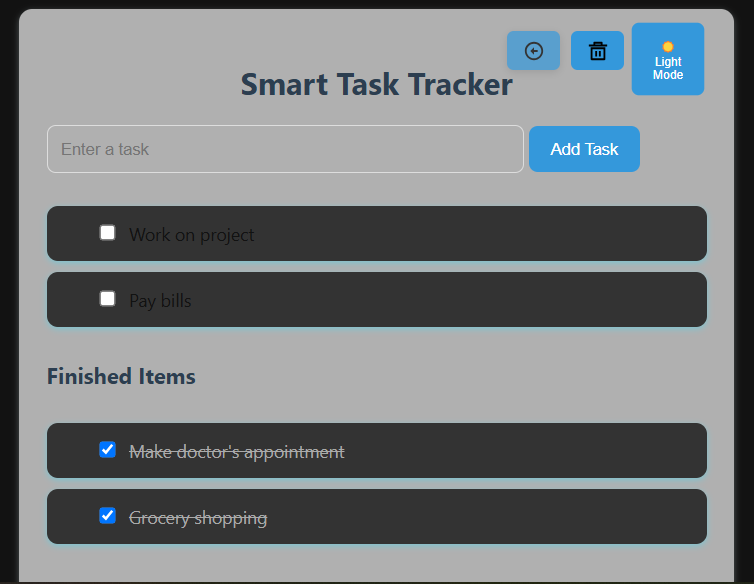 Light
Mode
Smart Task Tracker
Enter a task
Add Task
Work on project
Pay bills
Finished Items
Make doctor's appointment
Grocery shopping